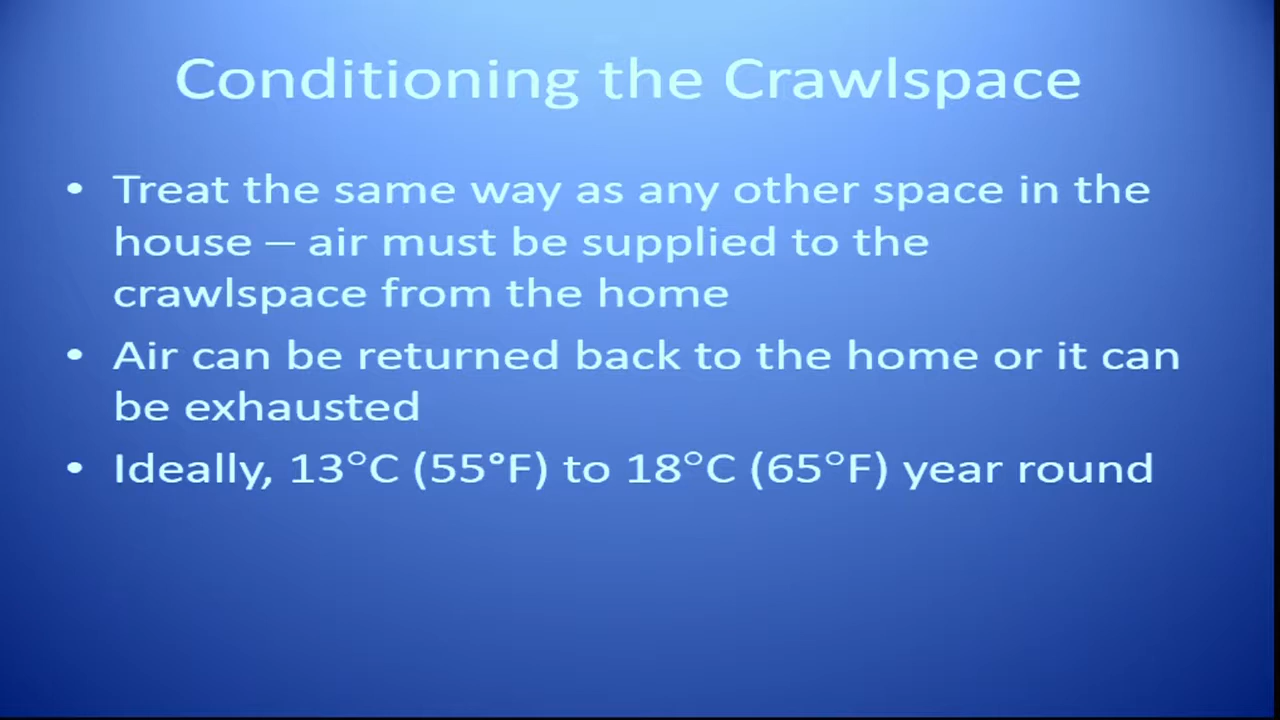 Conditioning the Crawlspace
• Treat the same way as any other space in the
house – air must be supplied to the
crawlspace from the home
• Air can be returned back to the home or it can
be exhausted
• Ideally, 13°C (55°F) to 18°C (65°F) year round